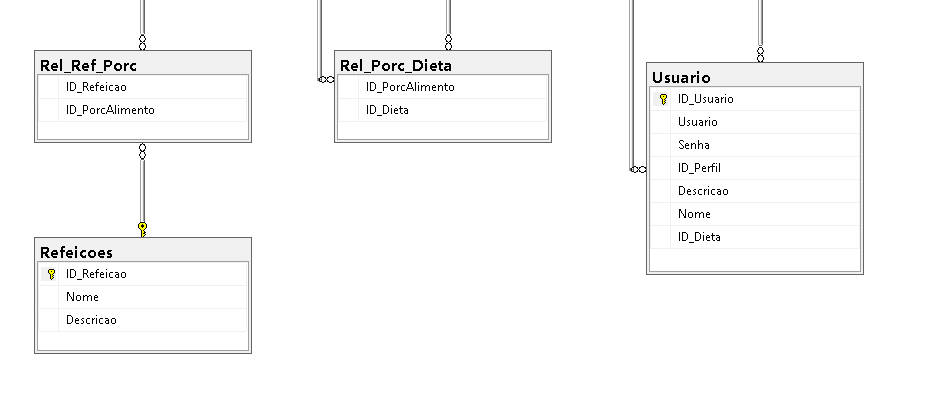 Rel_Ref_Porc
ID_Refeicao
ID_PorcAlimento
Rel_Porc_Dieta
ID_PorcAlimento
ID_Dieta
Usuario
ID_Usuario
Usuario
Senha
ID_Perfil
Descricao
Nome
ID_Dieta
Refeicoes
ID_Refeicao
Nome
Descricao